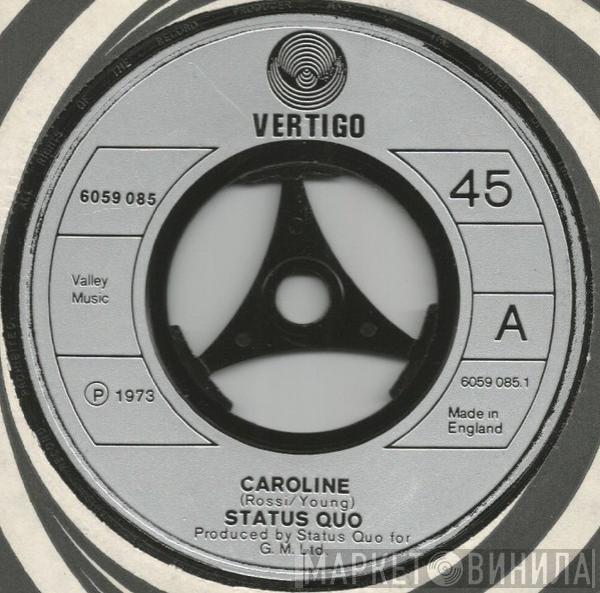 VERTIGO
6059 085
45
Valley
Music
A
6059 085.1
Ⓟ 1973
Made in
England
CAROLINE
(Rossi/Young)
STATUS QUO
Produced by Status Quo for
G.M. Ltd.
МАРКЕТ ВИНИЛА